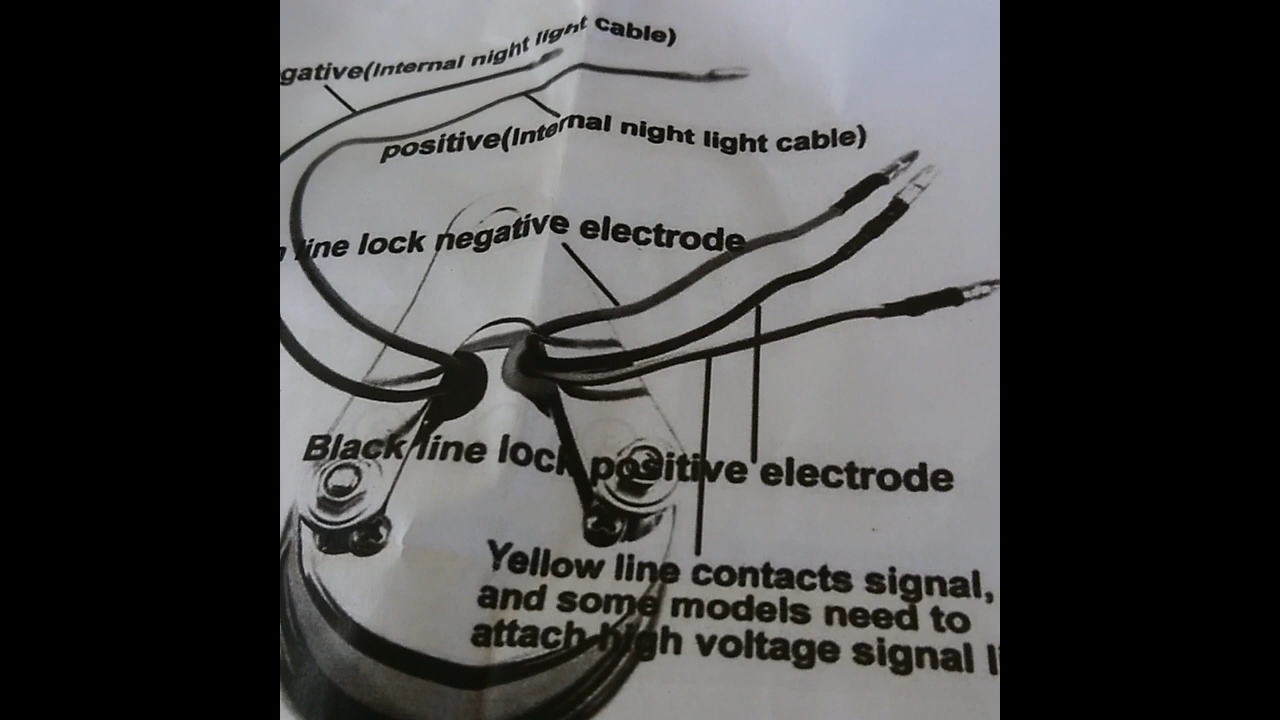 gative(Internal night light cable)
positive(Internal night light cable)
line lock negative electrode
Black line lock positive electrode
Yellow line contacts signal,
and some models need to
attach high voltage signal